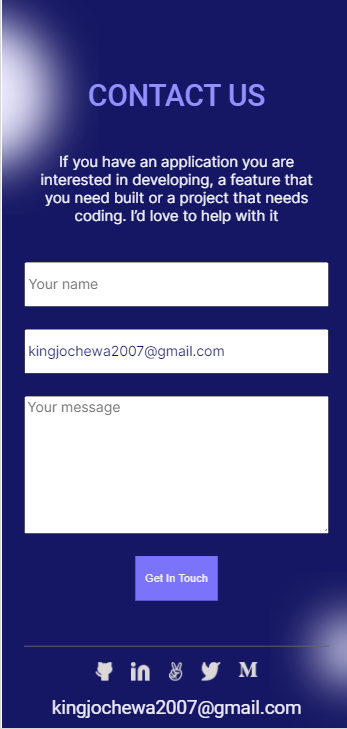 CONTACT US
If you have an application you are
interested in developing, a feature that
you need built or a project that needs
coding. I’d love to help with it
Your name
kingjochewa2007@gmail.com
Your message
Get In Touch
in M
kingjochewa2007@gmail.com